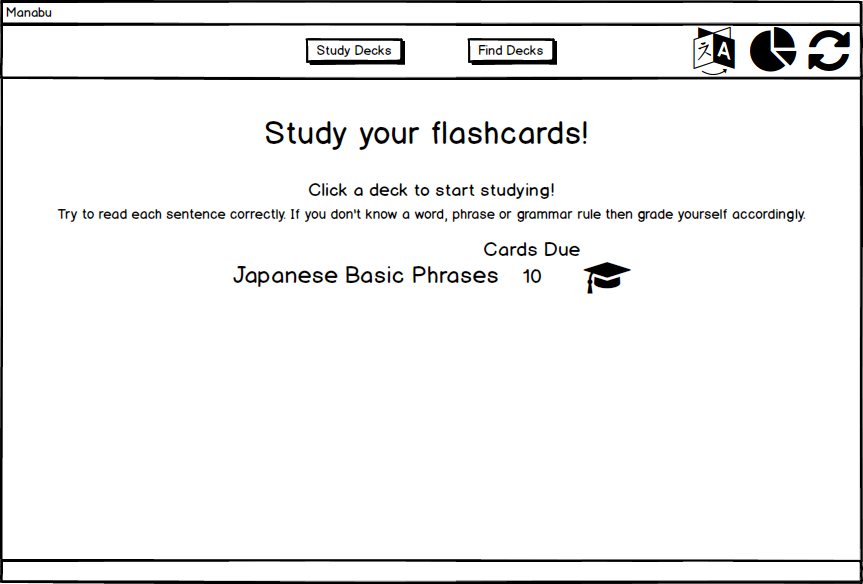 Manabu
Study Decks Find Decks
A
Study your flashcards!
Click a deck to start studying!
Try to read each sentence correctly. If you don't know a word, phrase or grammar rule then grade yourself accordingly.
Cards Due
Japanese Basic Phrases 10